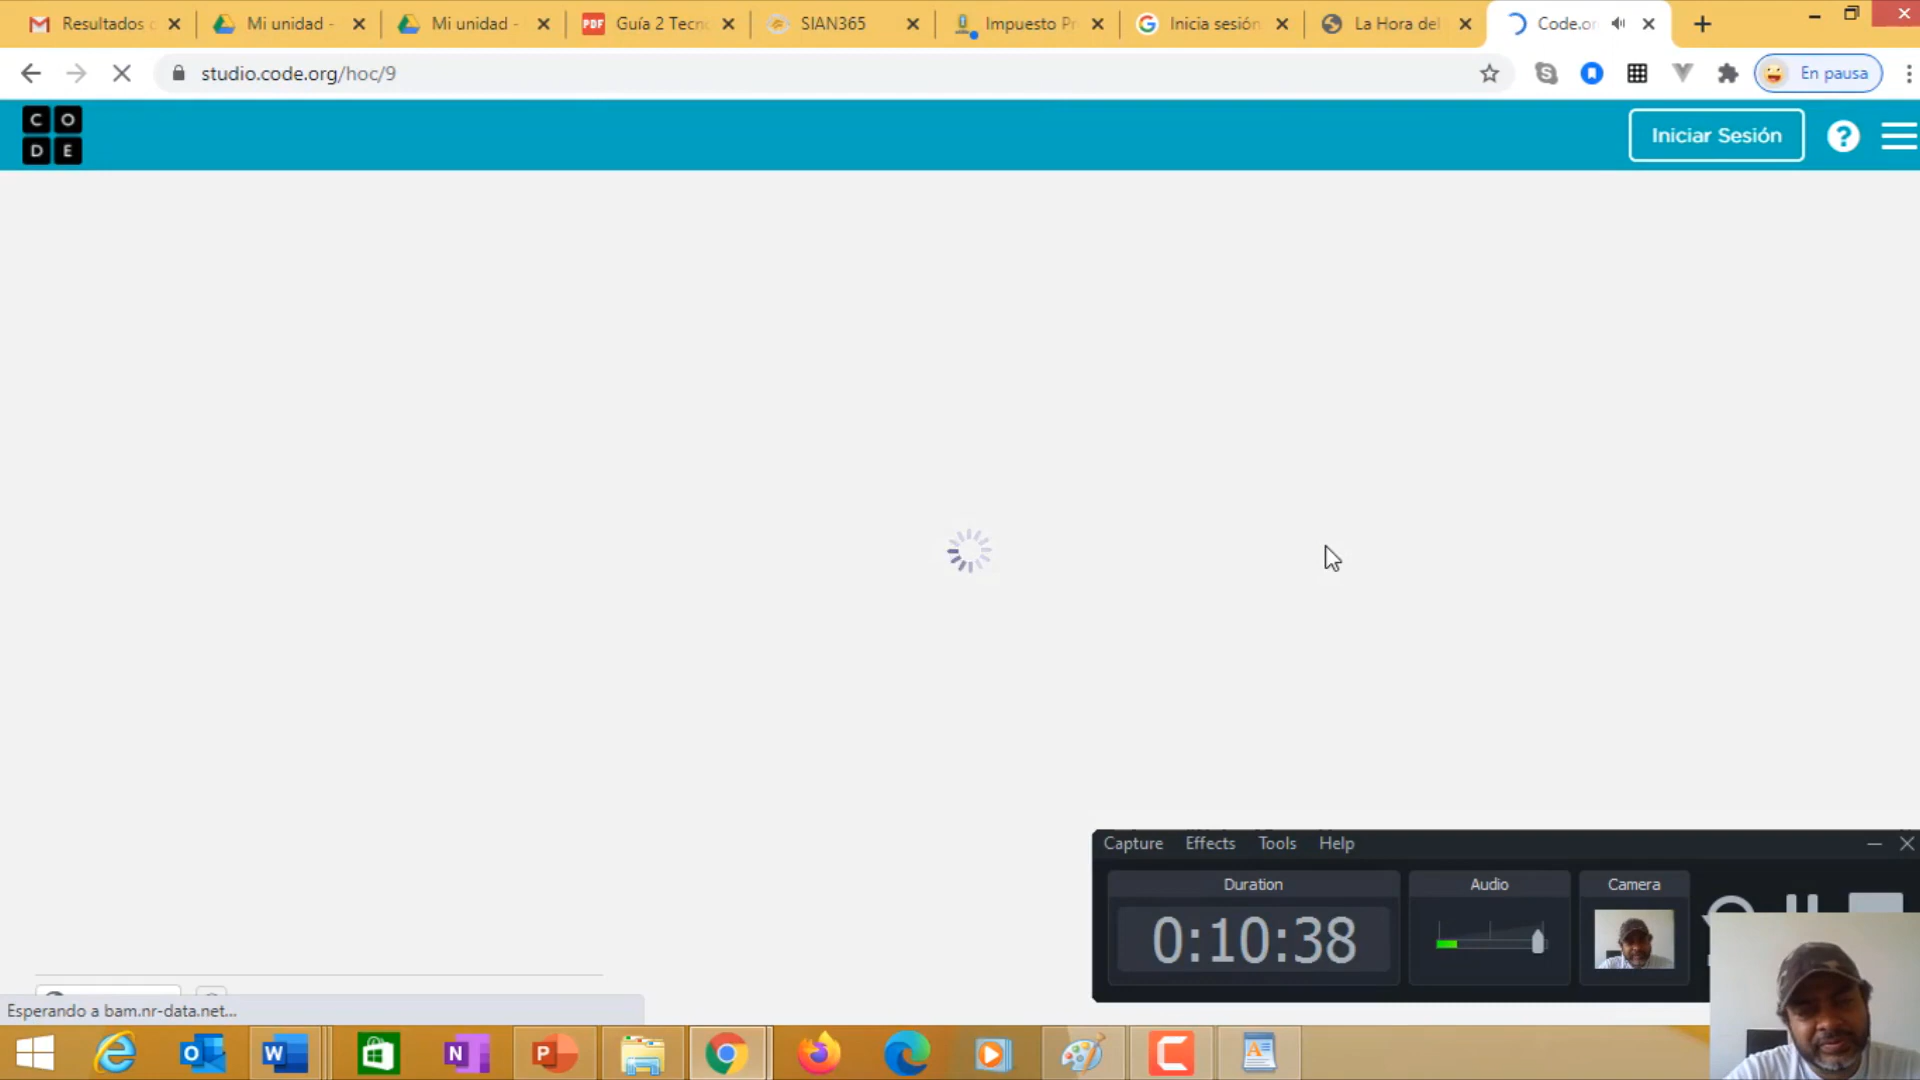 Resultados
Mi unidad -
Mi unidad -
PDF
Guía 2 Tecn
SIAN365
Impuesto Pr
Inicia sesión
La Hora del
Code.or
studio.code.org/hoc/9
En pausa
C O
D E
Iniciar Sesión
?
Capture Effects Tools Help
Duration
Audio
Camera
0:10:38
Esperando a bam.nr-data.net...